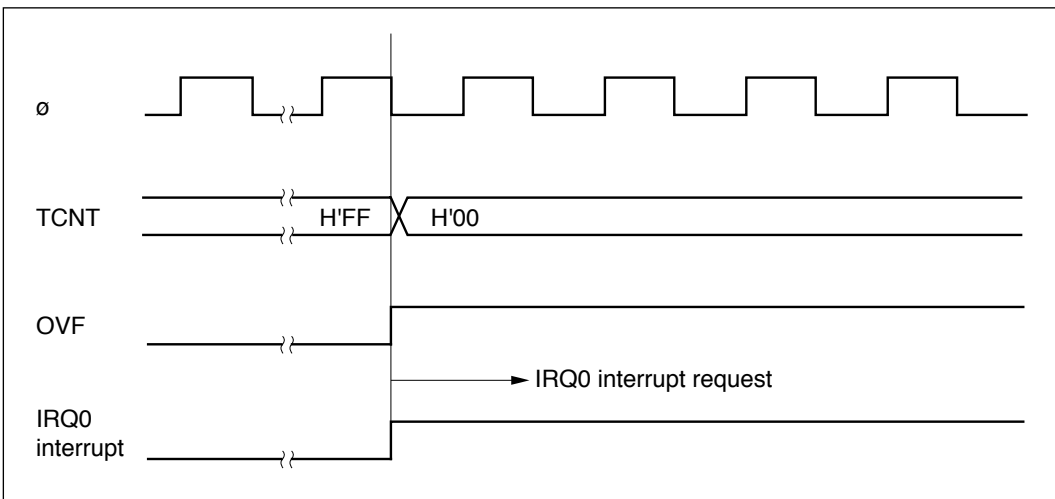 ø
TCNT
H'FF
H'00
OVF
IRQ0 interrupt request
IRQ0
interrupt